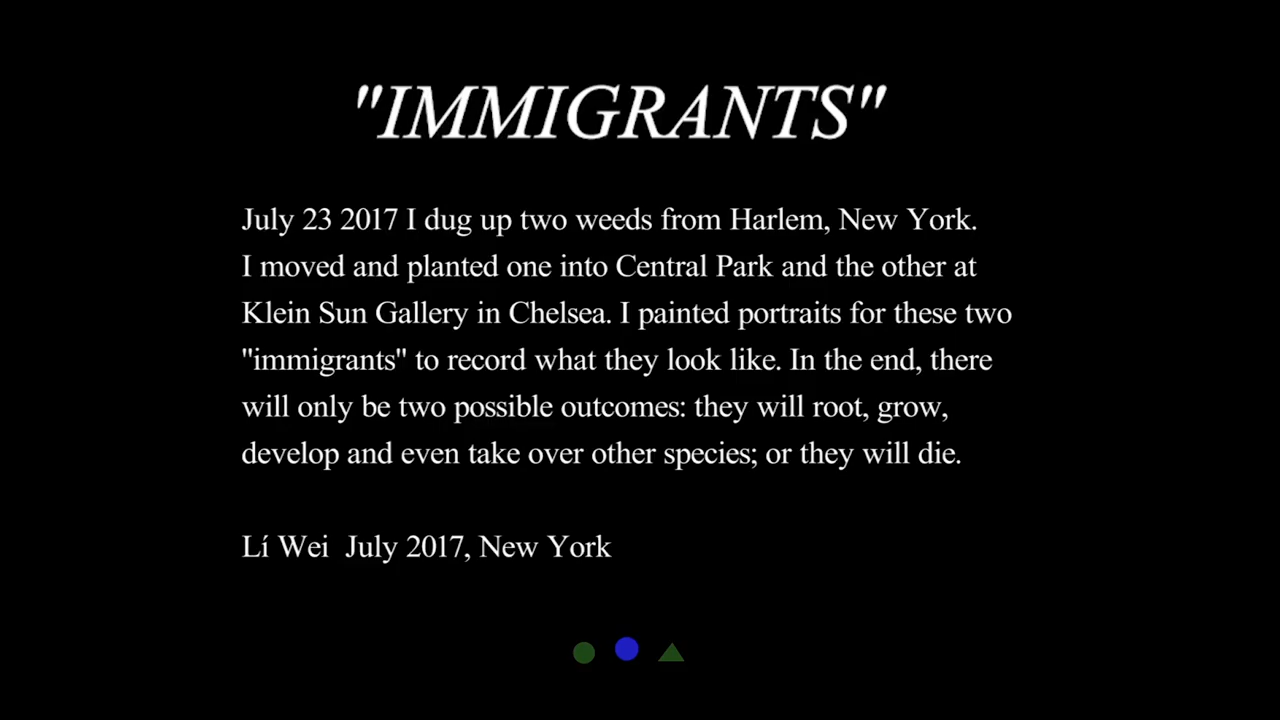 "IMMIGRANTS"
July 23 2017 I dug up two weeds from Harlem, New York.
I moved and planted one into Central Park and the other at
Klein Sun Gallery in Chelsea. I painted portraits for these two
"immigrants" to record what they look like. In the end, there
will only be two possible outcomes: they will root, grow,
develop and even take over other species; or they will die.
Lí Wei  July 2017, New York